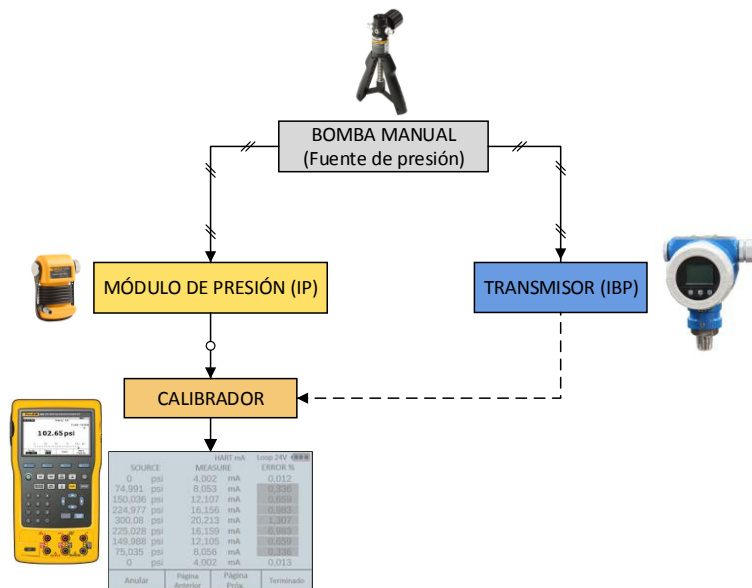 BOMBA MANUAL
(Fuente de presión)
MÓDULO DE PRESIÓN (IP)
TRANSMISOR (IBP)
CALIBRADOR
102.65 psi
HART mA Loop 24V
SOURCE MEASURE ERROR %
0 psi 4,002 mA 0,012
74,991 psi 8,053 mA 0,336
150,036 psi 12,107 mA 0,659
224,977 psi 16,156 mA 0,983
300,08 psi 20,213 mA 1,307
225,028 psi 16,159 mA 0,983
149,988 psi 12,105 mA 0,659
75,035 psi 8,056 mA 0,336
0 psi 4,002 mA 0,013
Anular Página Anterior Página Próx. Terminado